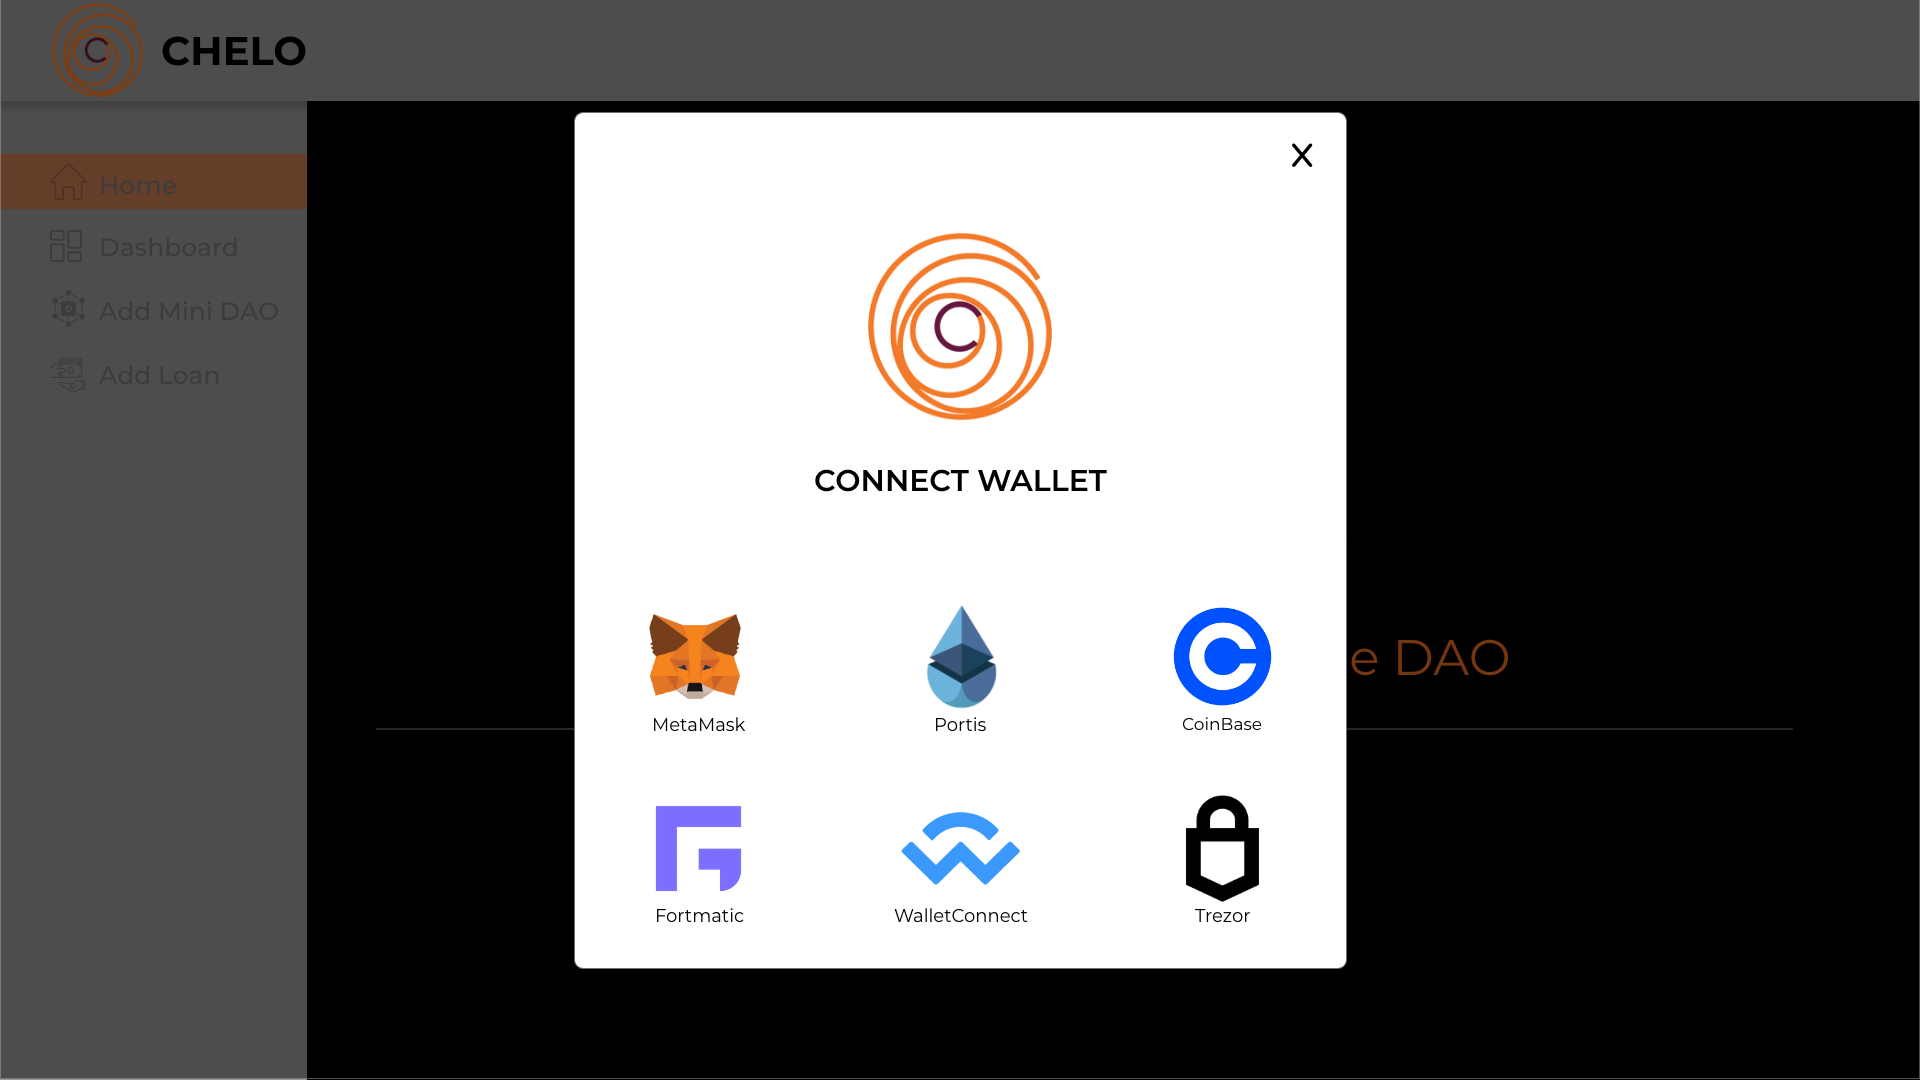 CHELO
X
Home
Dashboard
Add Mini DAO
Add Loan
CONNECT WALLET
e DAO
MetaMask
Portis
CoinBase
Fortmatic
WalletConnect
Trezor